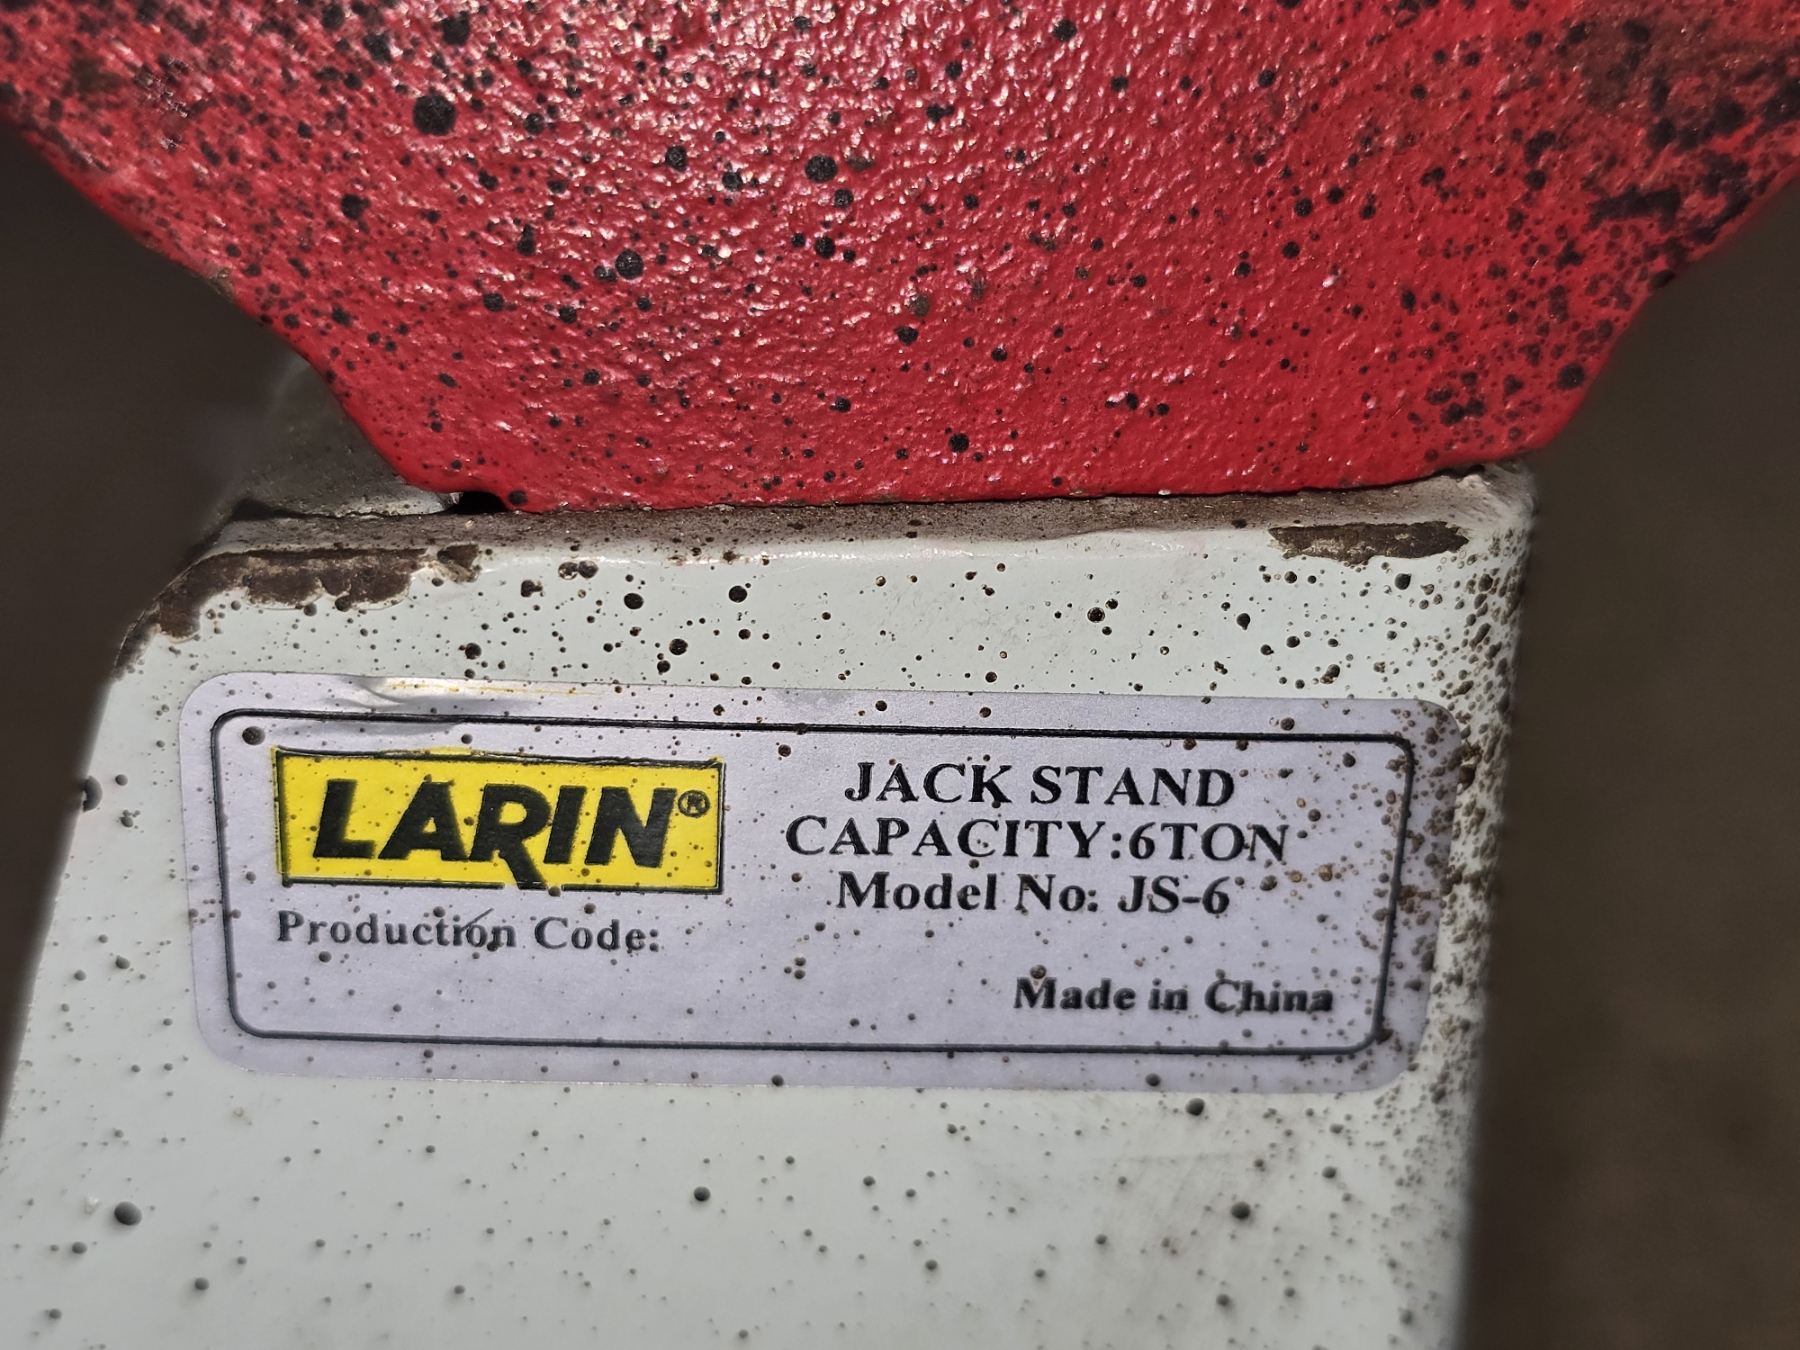 LARIN®
JACK STAND
CAPACITY:6TON
Model No: JS-6
Production Code:
Made in China